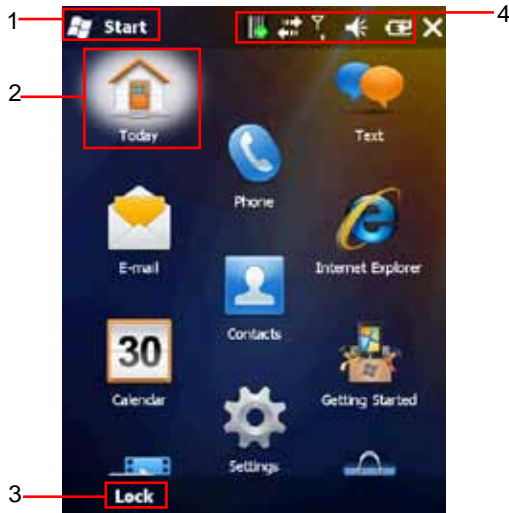 1
Start
4
2
Today
Text
Phone
E-mail
Internet Explorer
Contacts
30
Calendar
Getting Started
Settings
3
Lock